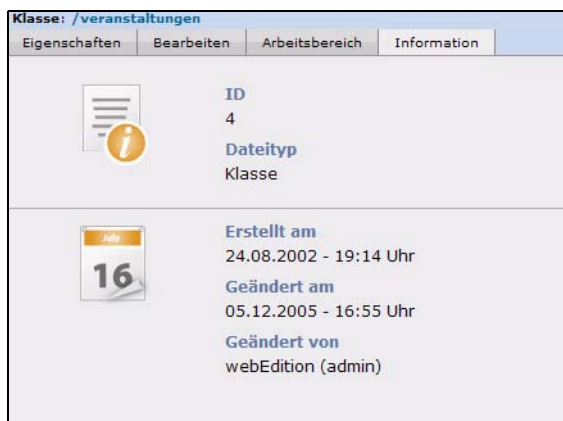 Klasse: /veranstaltungen
Eigenschaften Bearbeiten Arbeitsbereich Information
ID
4
Dateityp
Klasse
July
16
Erstellt am
24.08.2002 - 19:14 Uhr
Geändert am
05.12.2005 - 16:55 Uhr
Geändert von
webEdition (admin)